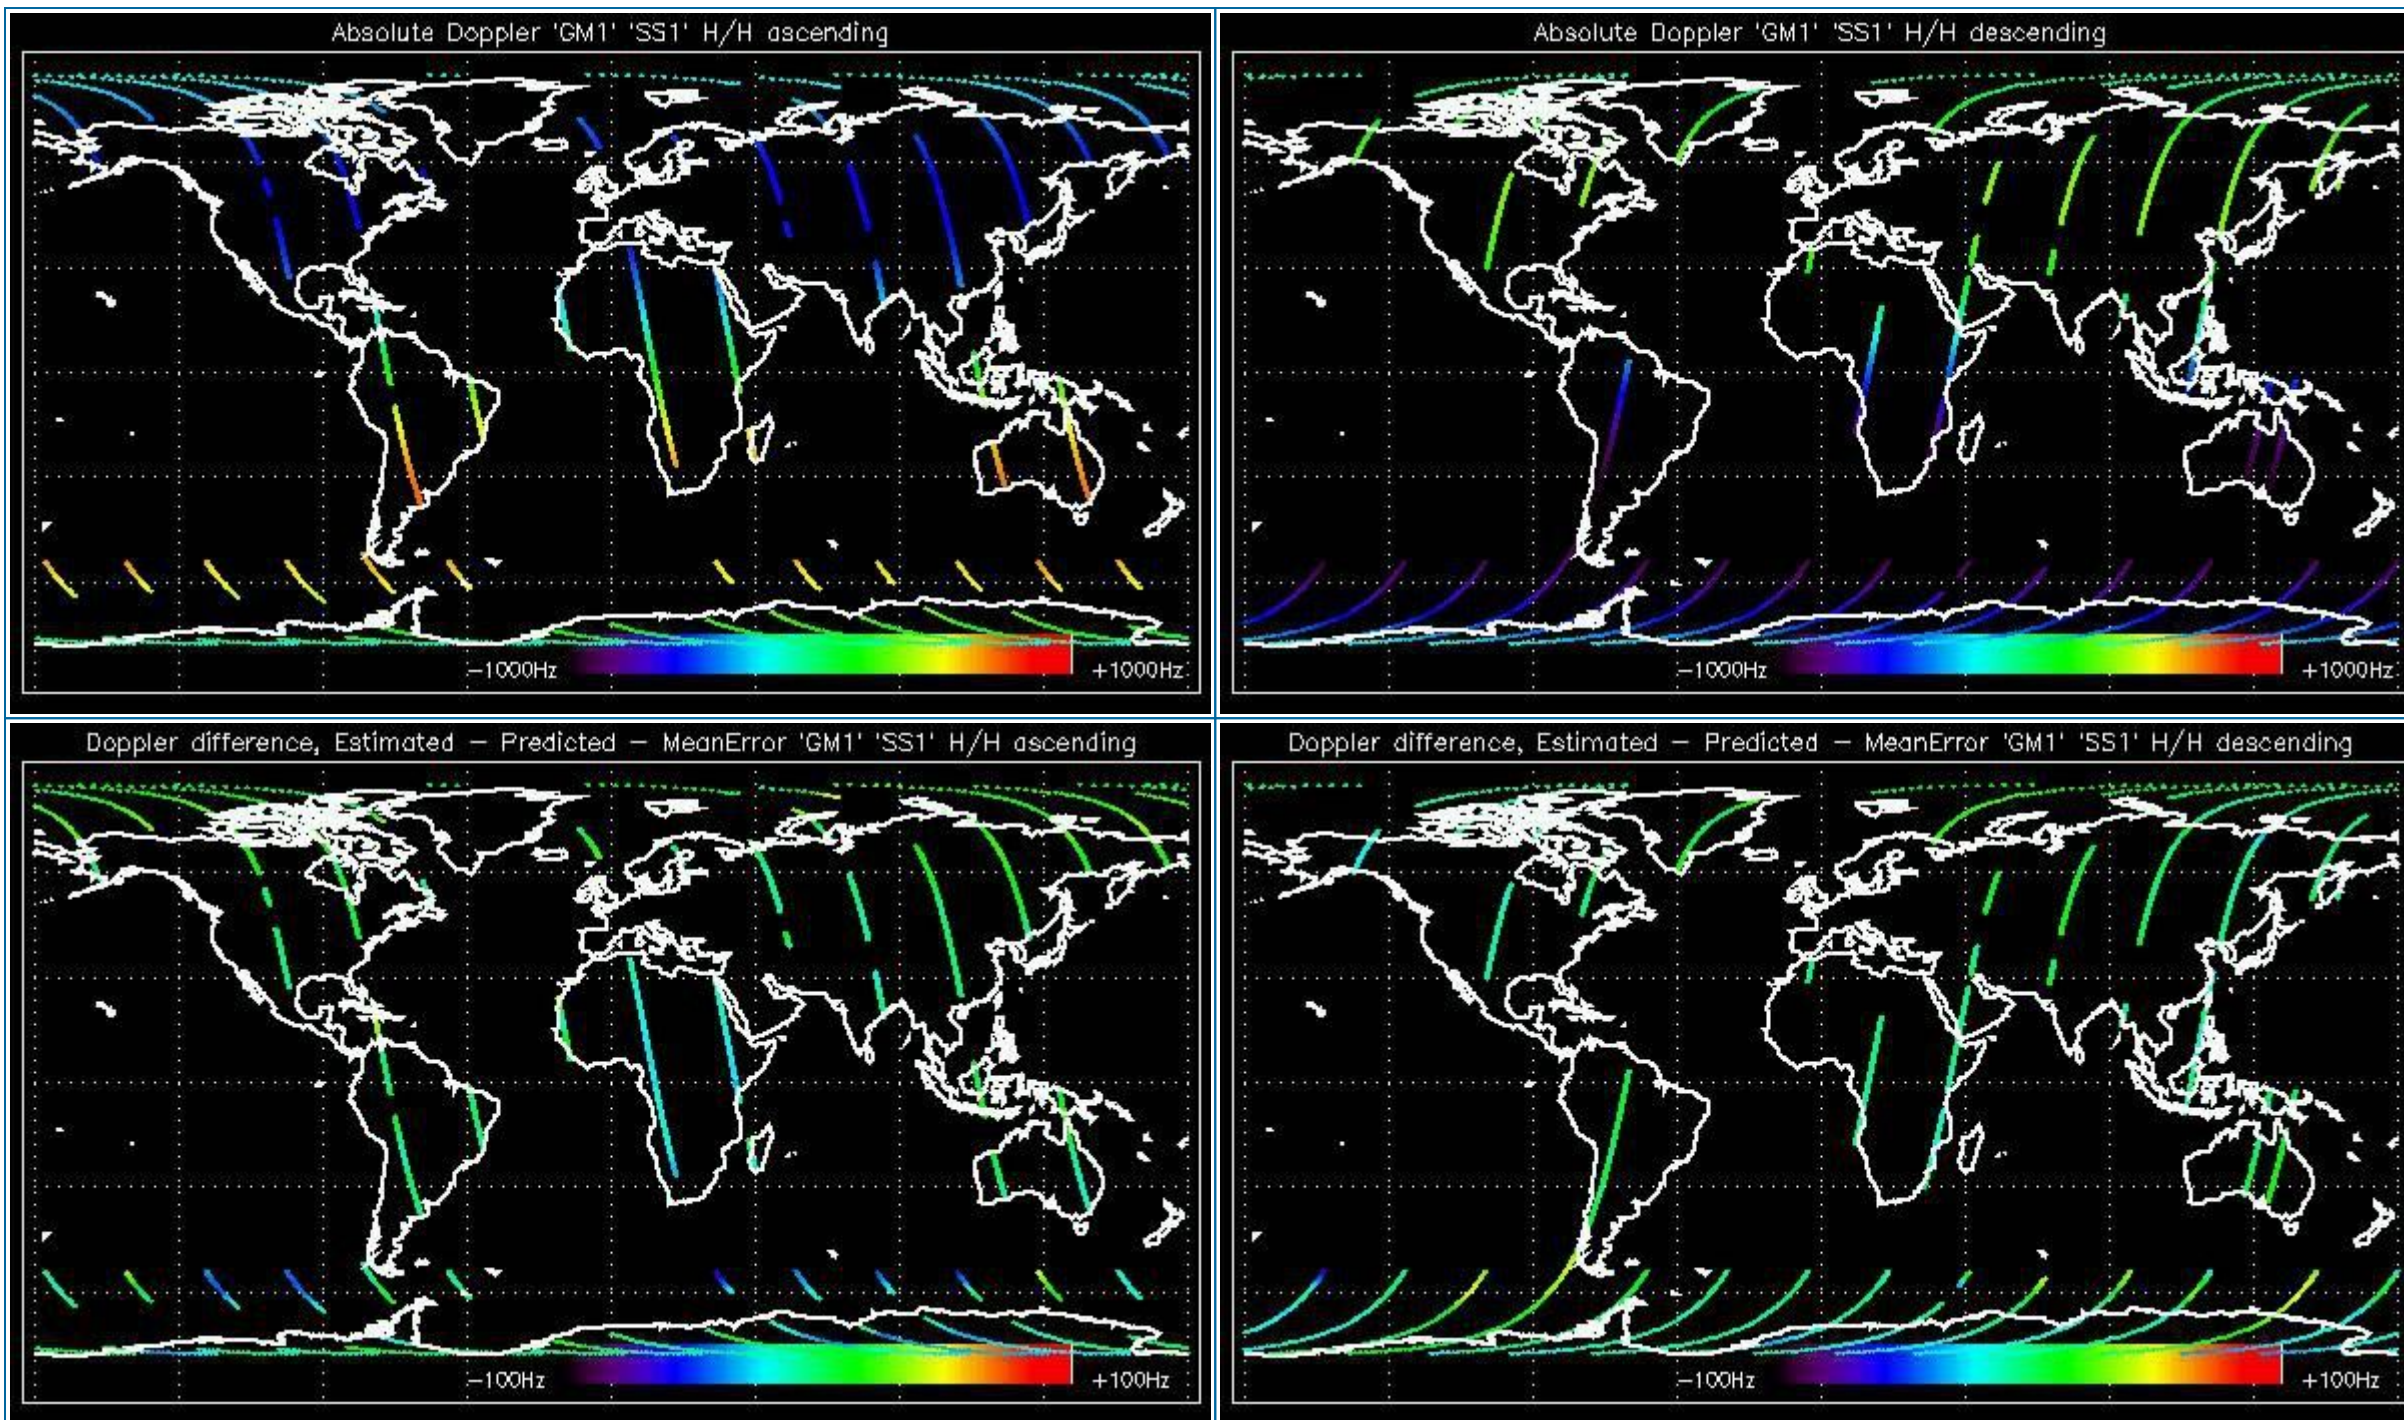 Absolute Doppler 'GM1' 'SS1' H/H ascending
-1000Hz
+1000Hz
Absolute Doppler 'GM1' 'SS1' H/H descending
-1000Hz
+1000Hz
Doppler difference, Estimated - Predicted - MeanError 'GM1' 'SS1' H/H ascending
-100Hz
+100Hz
Doppler difference, Estimated - Predicted - MeanError 'GM1' 'SS1' H/H descending
-100Hz
+100Hz